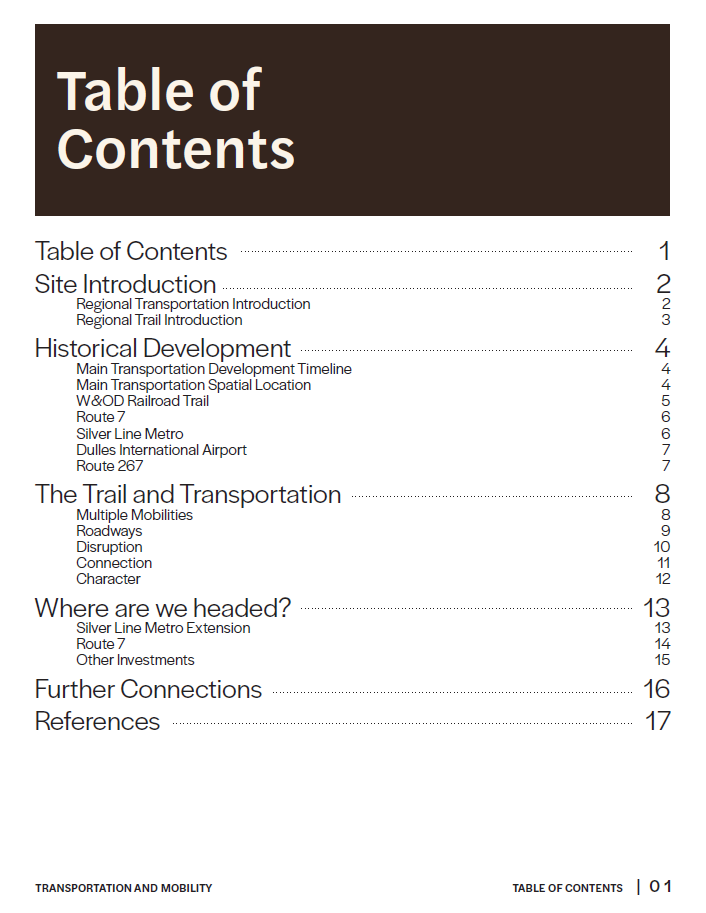 Table of
Contents
Table of Contents 1
Site Introduction 2
Regional Transportation Introduction 2
Regional Trail Introduction 3
Historical Development 4
Main Transportation Development Timeline 4
Main Transportation Spatial Location 4
W&OD Railroad Trail 5
Route 7 6
Silver Line Metro 6
Dulles International Airport 7
Route 267 7
The Trail and Transportation 8
Multiple Mobilities 8
Roadways 9
Disruption 10
Connection 11
Character 12
Where are we headed? 13
Silver Line Metro Extension 13
Route 7 14
Other Investments 15
Further Connections 16
References 17
TRANSPORTATION AND MOBILITY TABLE OF CONTENTS | 01